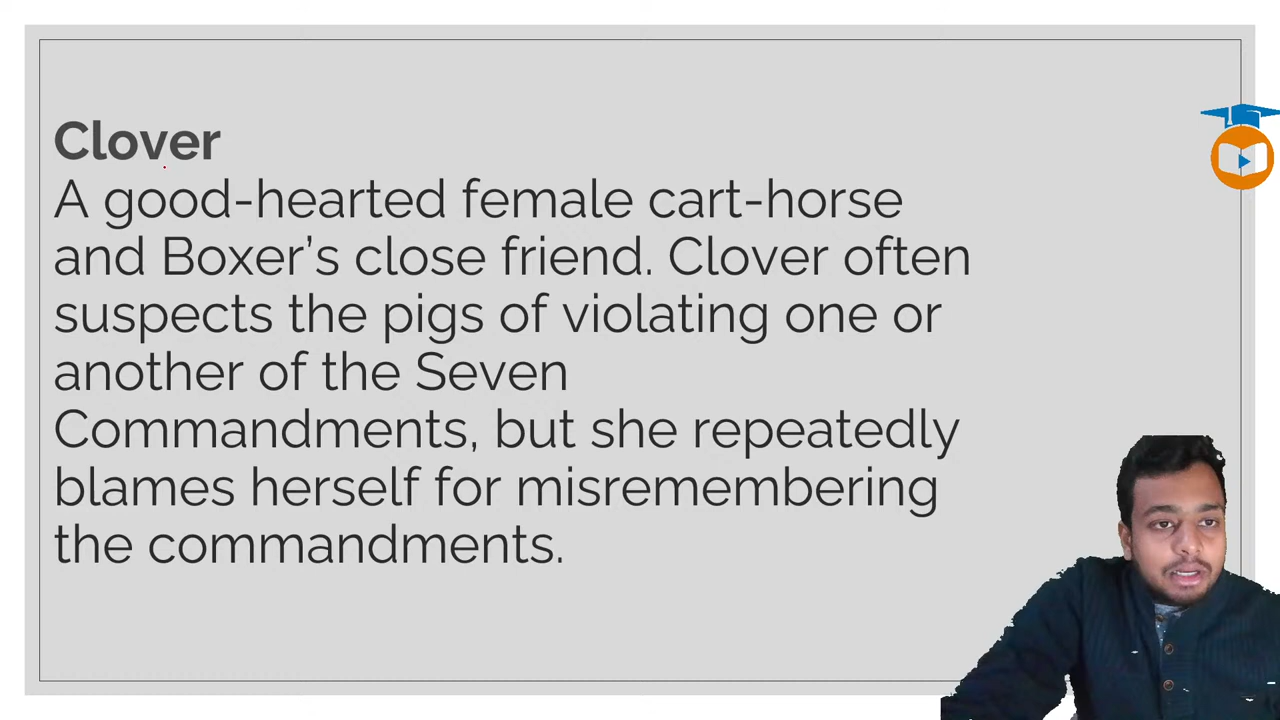 Clover
A good-hearted female cart-horse
and Boxer’s close friend. Clover often
suspects the pigs of violating one or
another of the Seven
Commandments, but she repeatedly
blames herself for misremembering
the commandments.